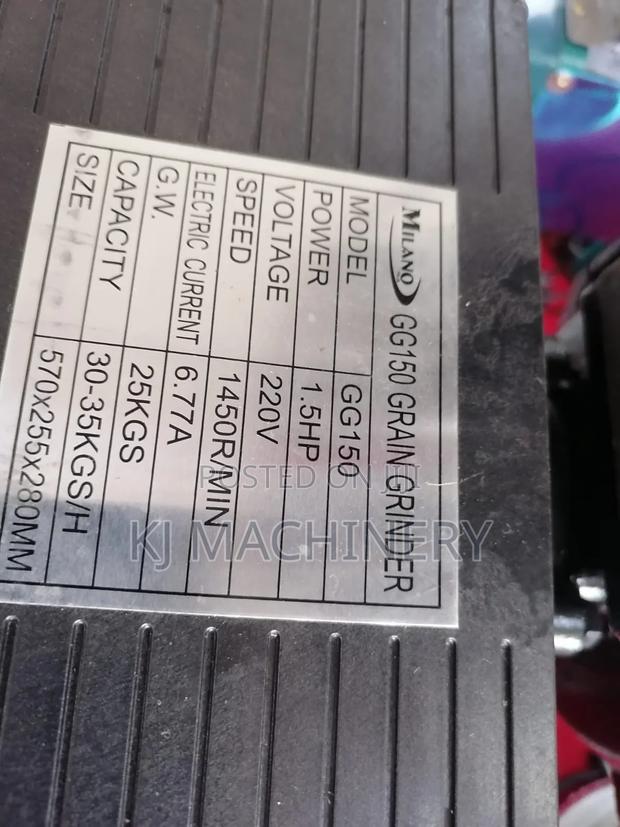 MILANO GG150 GRAIN GRINDER
MODEL GG150
POWER 1.5HP
VOLTAGE 220V
SPEED 1450R/MIN
ELECTRIC CURRENT 6.77A
G.W. 25KGS
CAPACITY 30-35KGS/H
SIZE 570x255x280MM
POSTED ON JIJI
KJ MACHINERY